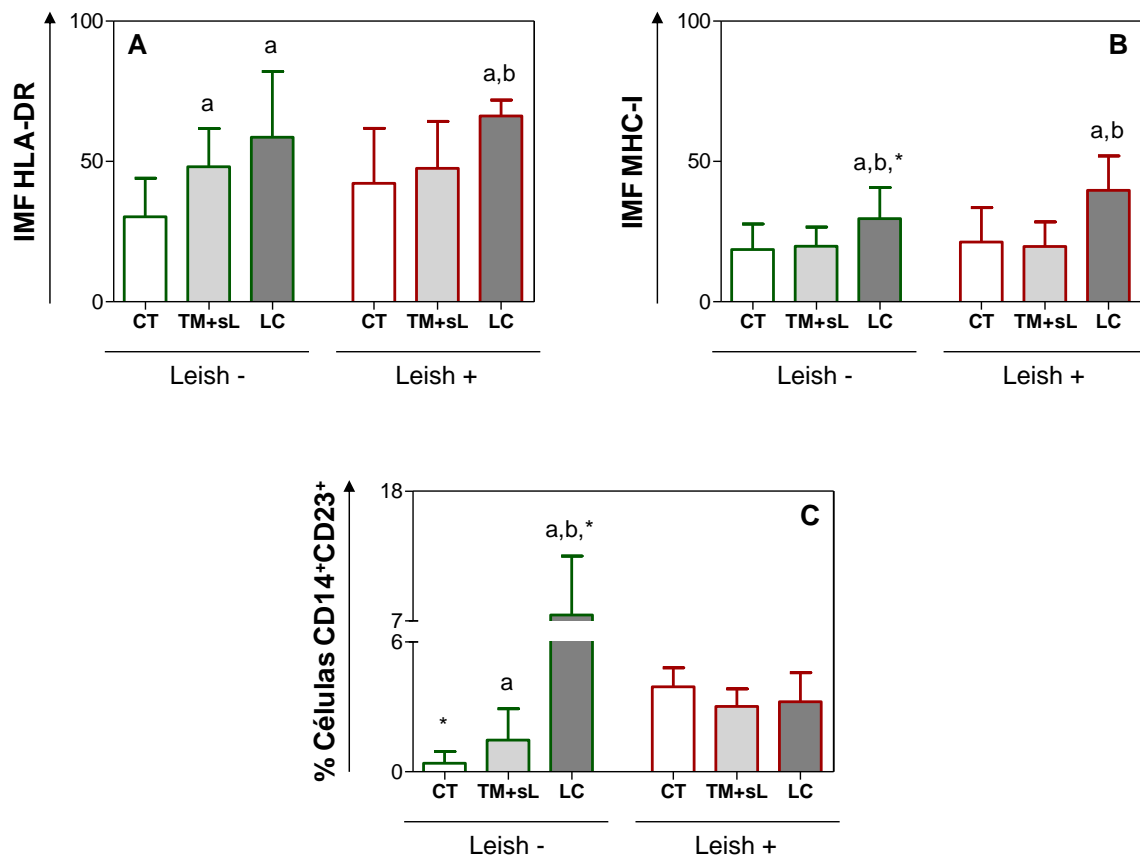 A
IMF HLA-DR
100
50
0
a
a
a,b
CT TM+sL LC CT TM+sL LC
Leish - Leish +
B
IMF MHC-I
100
50
0
a,b,*
a,b
CT TM+sL LC CT TM+sL LC
Leish - Leish +
C
% Células CD14⁺CD23⁺
18
7
6
0
*
a
a,b,*
CT TM+sL LC CT TM+sL LC
Leish - Leish +